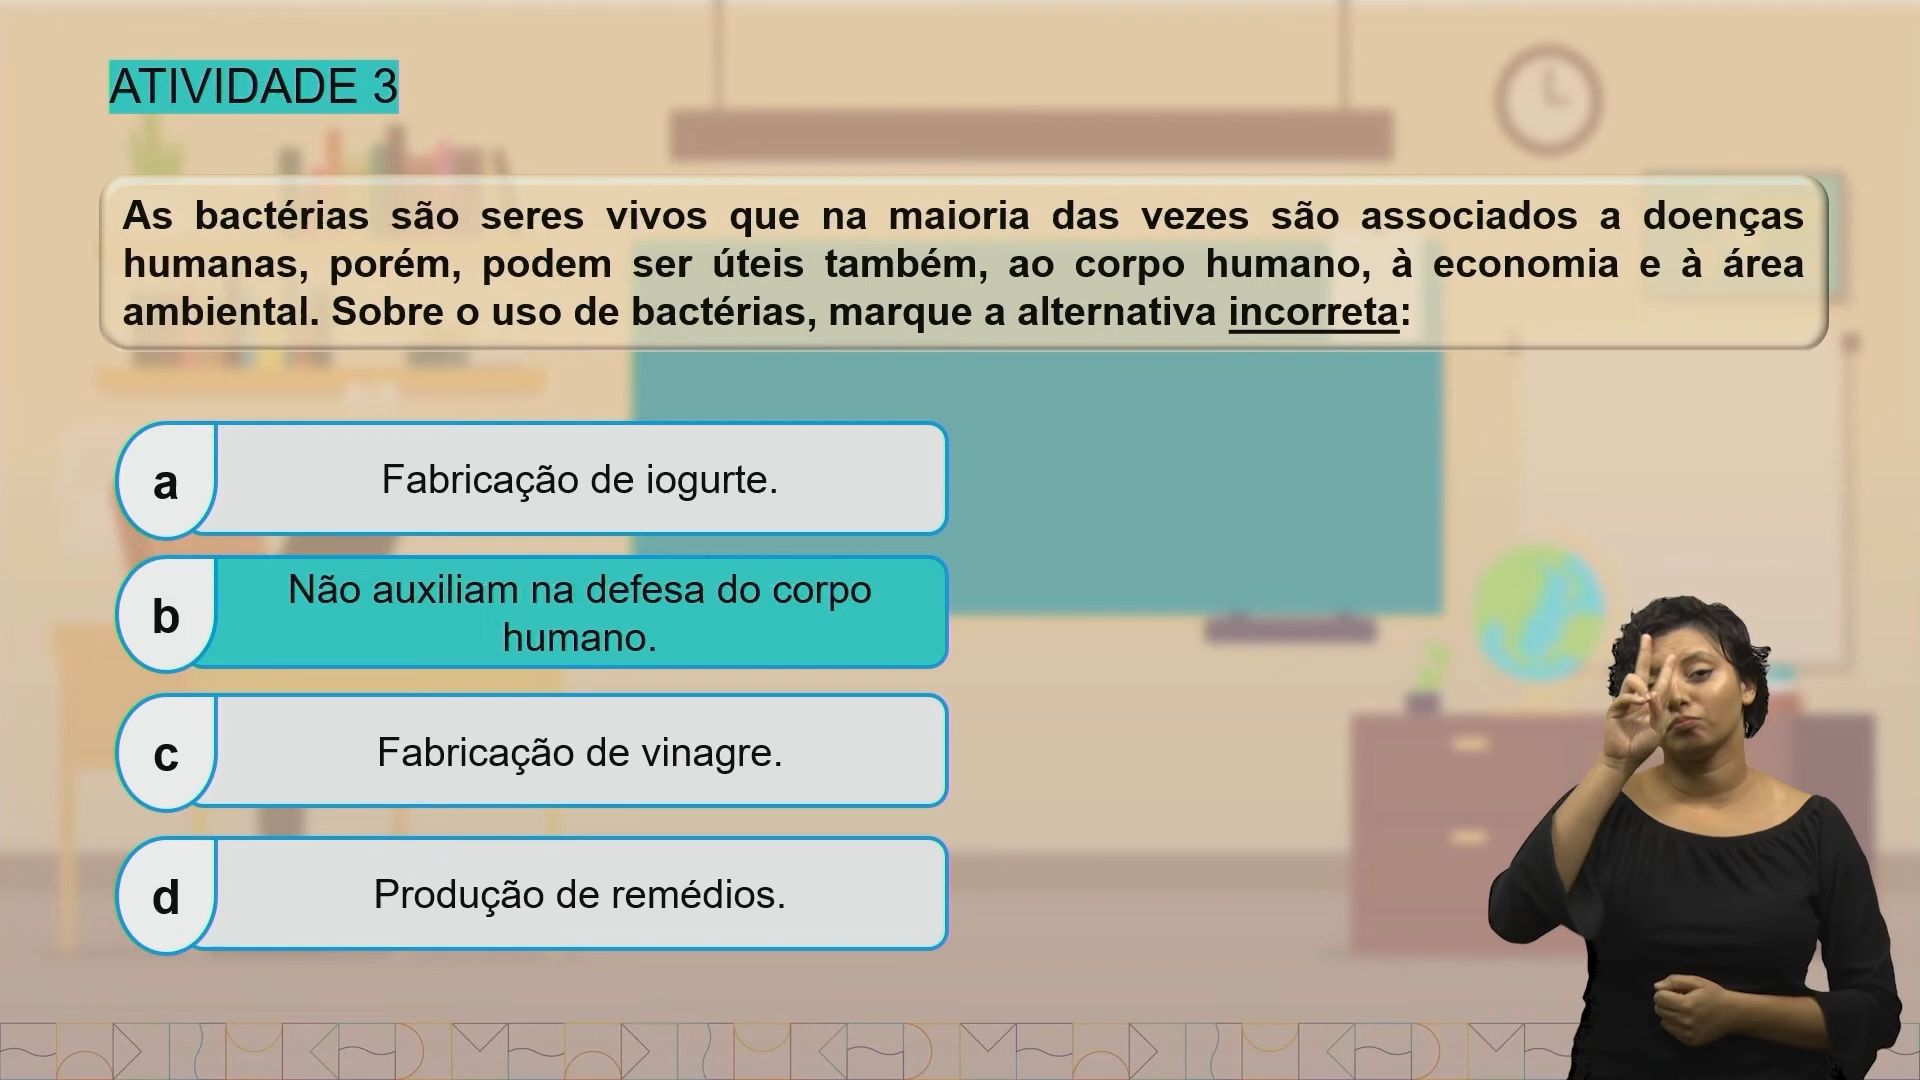 ATIVIDADE 3
As bactérias são seres vivos que na maioria das vezes são associados a doenças
humanas, porém, podem ser úteis também, ao corpo humano, à economia e à área
ambiental. Sobre o uso de bactérias, marque a alternativa incorreta:
a
Fabricação de iogurte.
b
Não auxiliam na defesa do corpo
humano.
c
Fabricação de vinagre.
d
Produção de remédios.